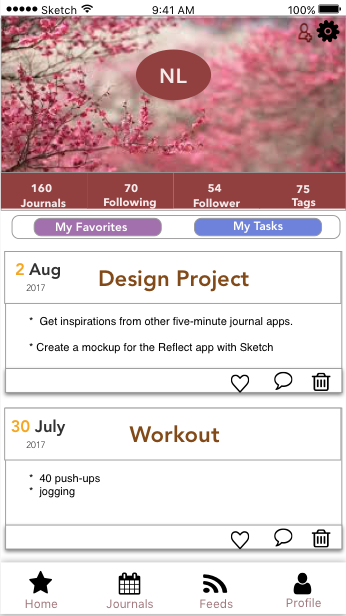 Sketch 9:41 AM 100%
NL
160 70 54 75
Journals Following Follower Tags
My Favorites My Tasks
2 Aug
2017
Design Project
* Get inspirations from other five-minute journal apps.
* Create a mockup for the Reflect app with Sketch
30 July
2017
Workout
* 40 push-ups
* jogging
Home Journals Feeds Profile